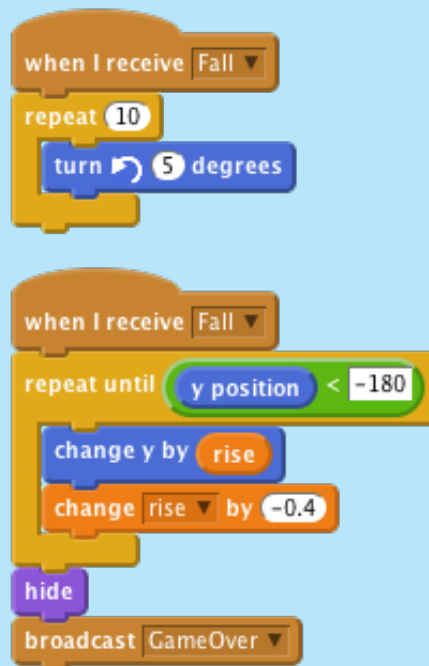 when I receive Fall
repeat 10
turn 5 degrees
when I receive Fall
repeat until y position < -180
change y by rise
change rise by -0.4
hide
broadcast GameOver